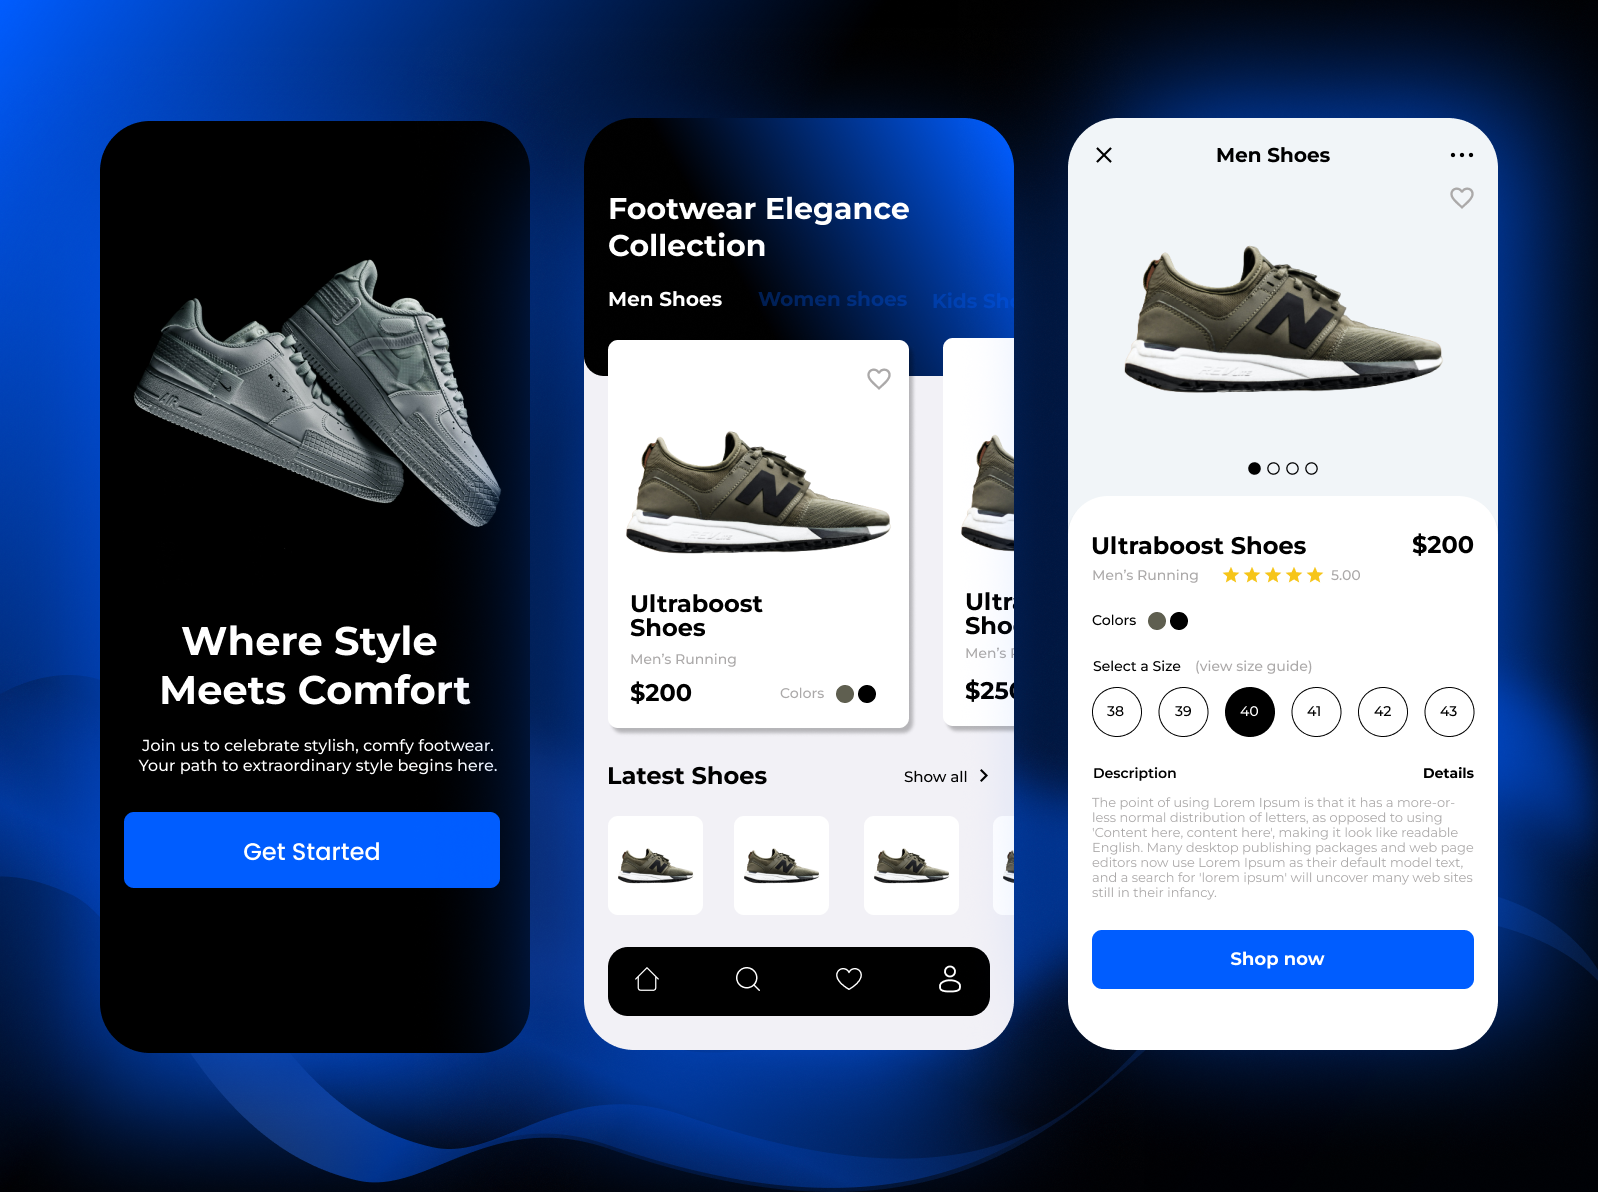 AIR
Where Style
Meets Comfort
Join us to celebrate stylish, comfy footwear.
Your path to extraordinary style begins here.
Get Started
Footwear Elegance
Collection
Men Shoes Women shoes Kids Sho
N
Ultraboost
Shoes
Men's Running
$200 Colors
Ultr
Sho
Men's
$250
Latest Shoes Show all
Men Shoes
N
Ultraboost Shoes $200
Men's Running 5.00
Colors
Select a Size (view size guide)
38 39 40 41 42 43
Description Details
The point of using Lorem Ipsum is that it has a more-or-
less normal distribution of letters, as opposed to using
'Content here, content here', making it look like readable
English. Many desktop publishing packages and web page
editors now use Lorem Ipsum as their default model text,
and a search for 'lorem ipsum' will uncover many web sites
still in their infancy.
Shop now